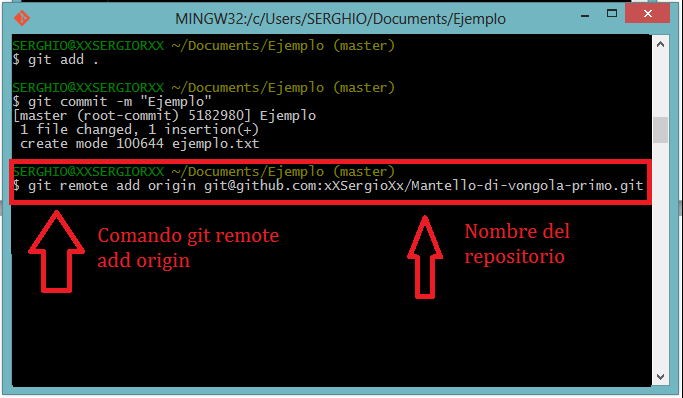 MINGW32:/c/Users/SERGHIO/Documents/Ejemplo
SERGHIO@XXSERGIORXX ~/Documents/Ejemplo (master)
$ git add .
SERGHIO@XXSERGIORXX ~/Documents/Ejemplo (master)
$ git commit -m "Ejemplo"
[master (root-commit) 5182980] Ejemplo
1 file changed, 1 insertion(+)
create mode 100644 ejemplo.txt
SERGHIO@XXSERGIORXX ~/Documents/Ejemplo (master)
$ git remote add origin git@github.com:xXSergioXx/Mantello-di-vongola-primo.git
Comando git remote
add origin
Nombre del
repositorio